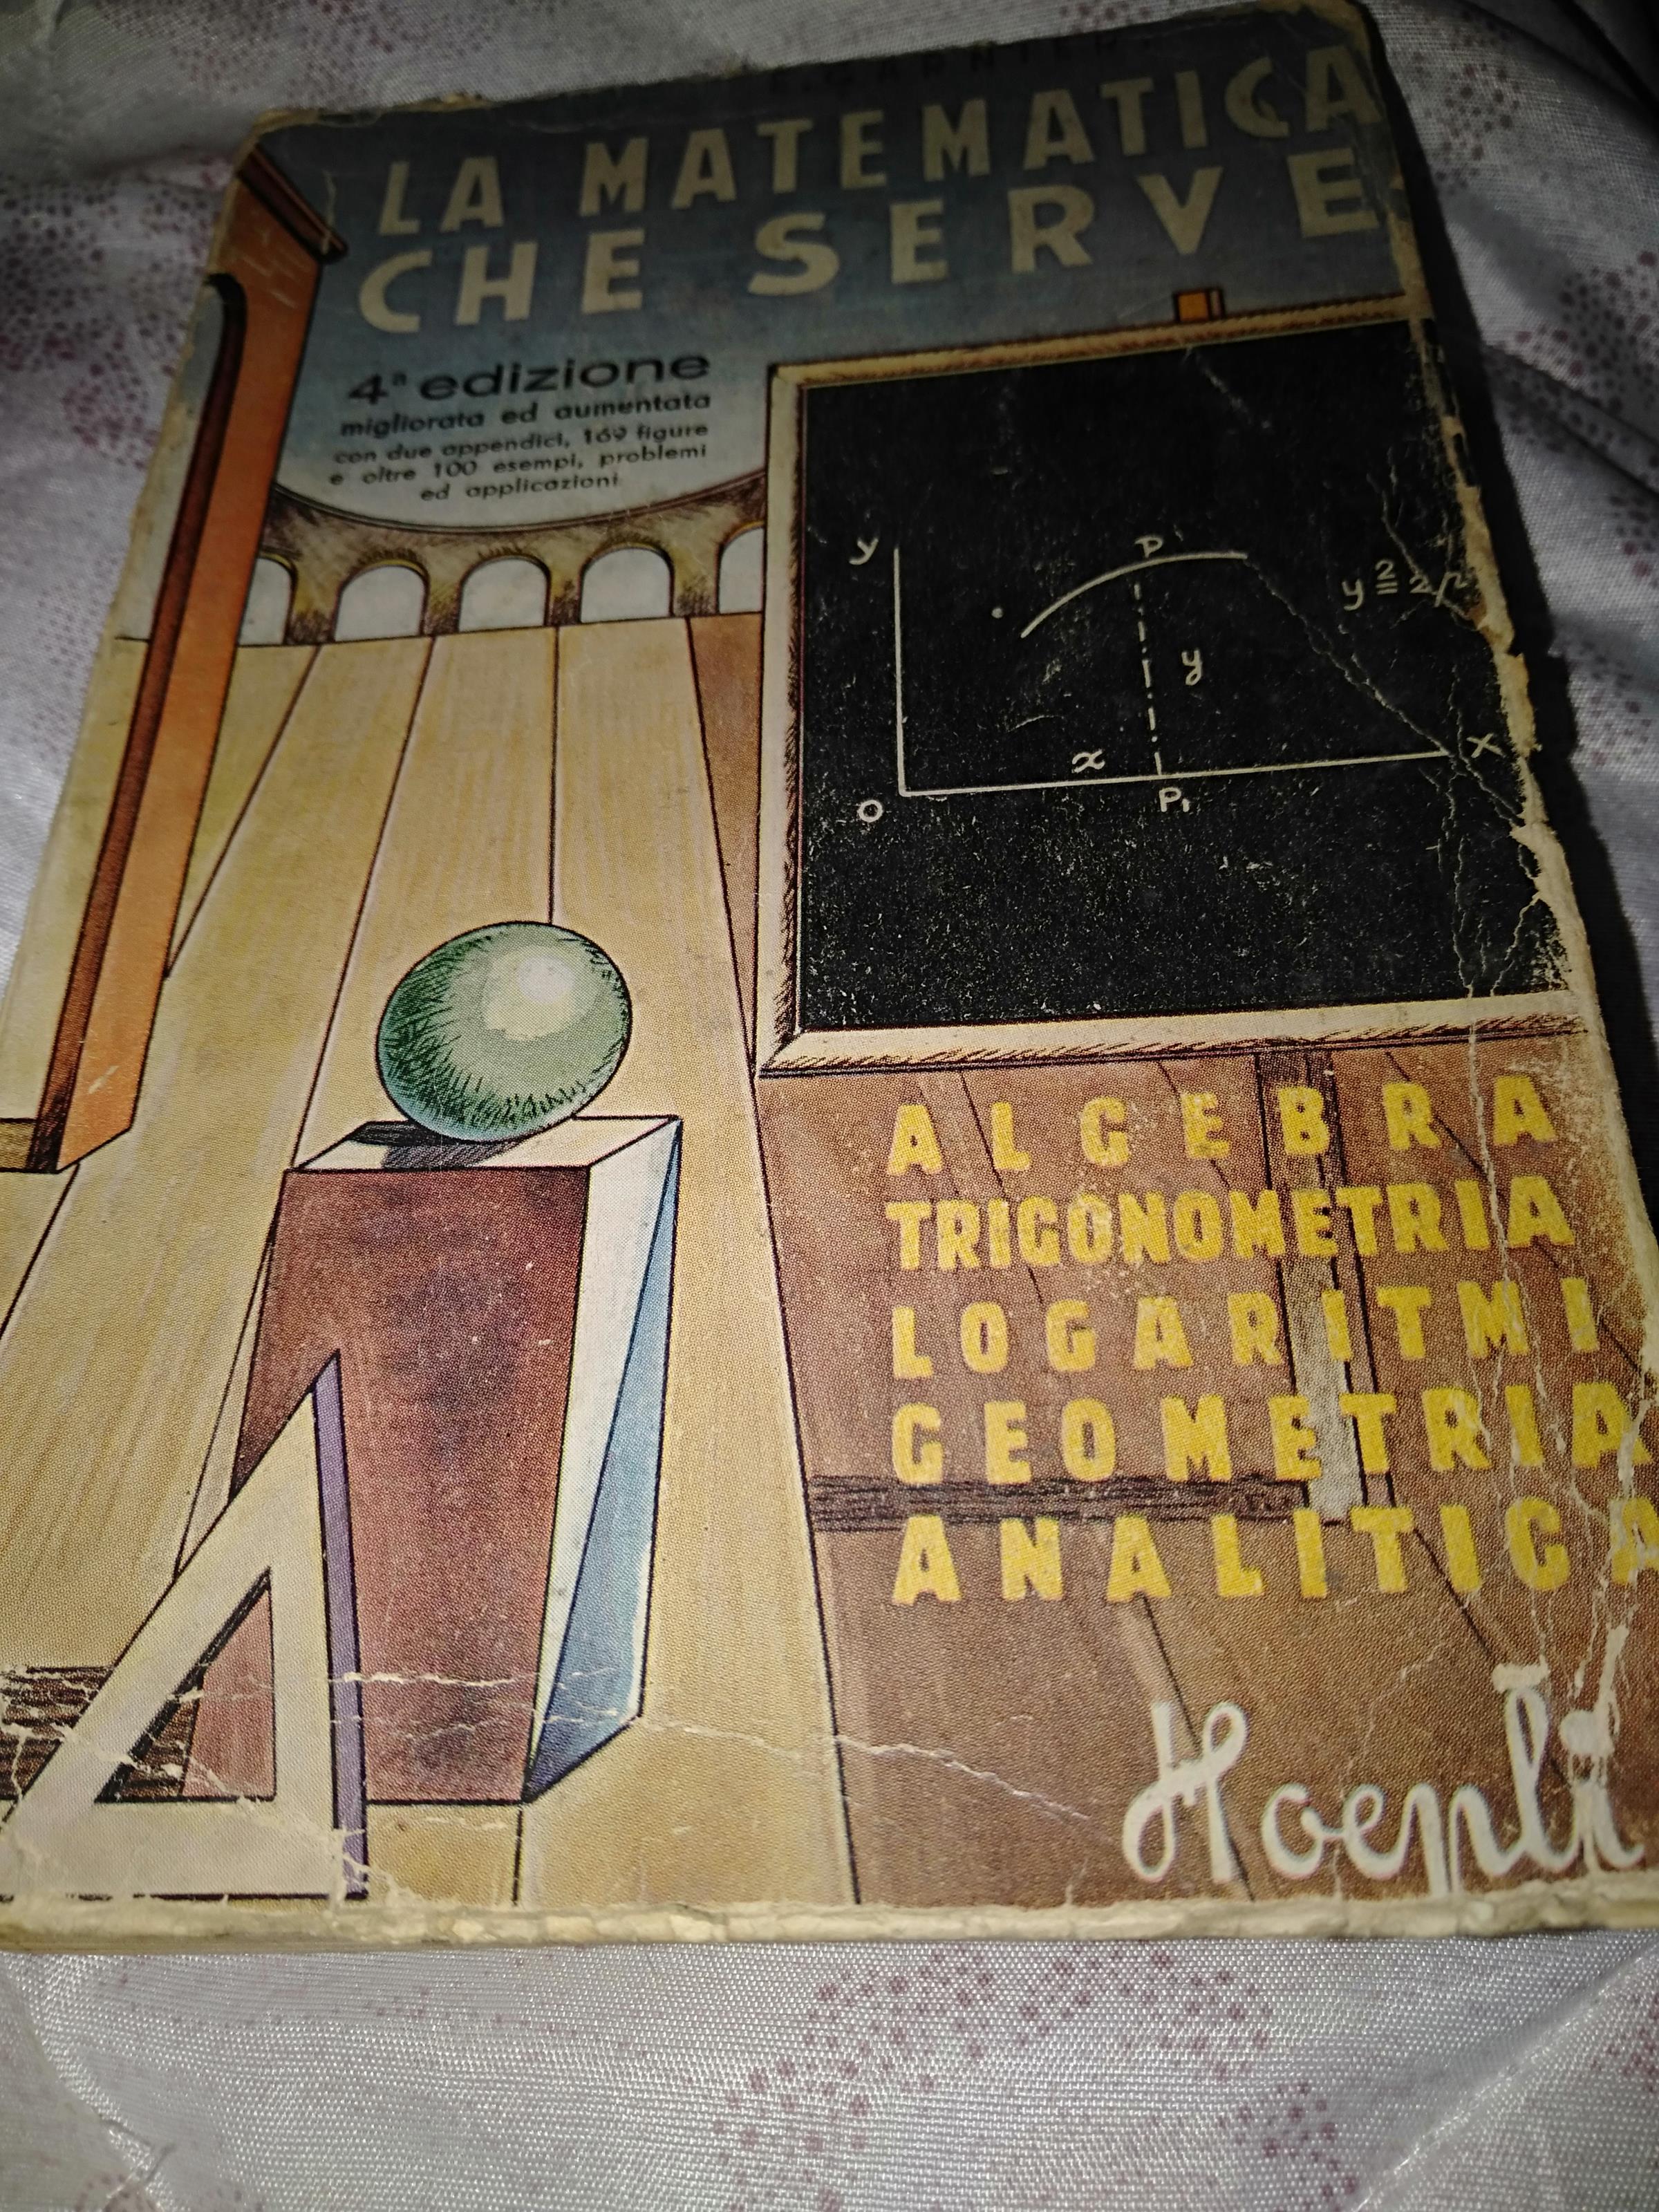 LA MATEMATICA
CHE SERVE
4ª edizione
migliorata ed aumentata
con due appendici, 169 figure
e oltre 100 esempi, problemi
ed applicazioni
y
P
y
x
X
O
P₁
ALGEBRA
TRIGONOMETRIA
LOGARITMI
GEOMETRIA
ANALITICA
Hoepli